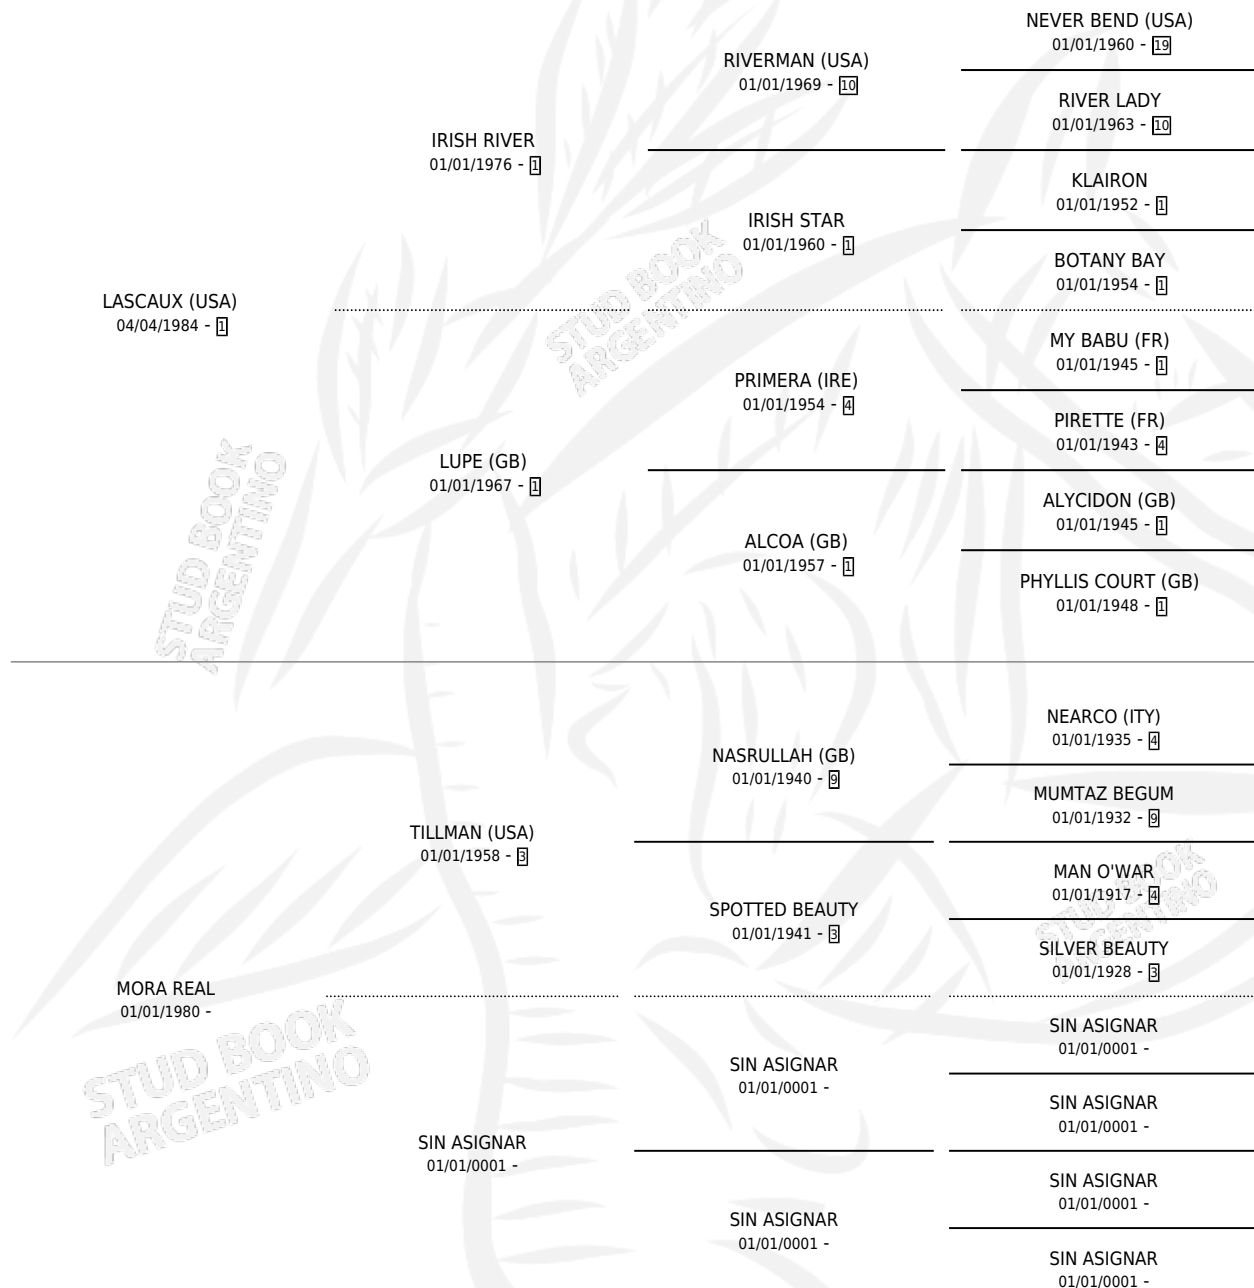 NEVER BEND (USA)
01/01/1960 - 19
RIVERMAN (USA)
01/01/1969 - 10
RIVER LADY
01/01/1963 - 10
IRISH RIVER
01/01/1976 - 1
KLAIRON
01/01/1952 - 1
IRISH STAR
01/01/1960 - 1
BOTANY BAY
01/01/1954 - 1
LASCAUX (USA)
04/04/1984 - 1
MY BABU (FR)
01/01/1945 - 1
PRIMERA (IRE)
01/01/1954 - 4
PIRETTE (FR)
01/01/1943 - 4
LUPE (GB)
01/01/1967 - 1
ALYCIDON (GB)
01/01/1945 - 1
ALCOA (GB)
01/01/1957 - 1
PHYLLIS COURT (GB)
01/01/1948 - 1
NEARCO (ITY)
01/01/1935 - 4
NASRULLAH (GB)
01/01/1940 - 9
MUMTAZ BEGUM
01/01/1932 - 9
TILLMAN (USA)
01/01/1958 - 3
MAN O'WAR
01/01/1917 - 4
SPOTTED BEAUTY
01/01/1941 - 3
SILVER BEAUTY
01/01/1928 - 3
MORA REAL
01/01/1980 -
SIN ASIGNAR
01/01/0001 -
SIN ASIGNAR
01/01/0001 -
SIN ASIGNAR
01/01/0001 -
SIN ASIGNAR
01/01/0001 -
SIN ASIGNAR
01/01/0001 -
SIN ASIGNAR
01/01/0001 -
SIN ASIGNAR
01/01/0001 -
STUD BOOK
ARGENTINO
STUD BOOK
ARGENTINO
STUD BOOK
ARGENTINO
STUD BOOK
ARGENTINO